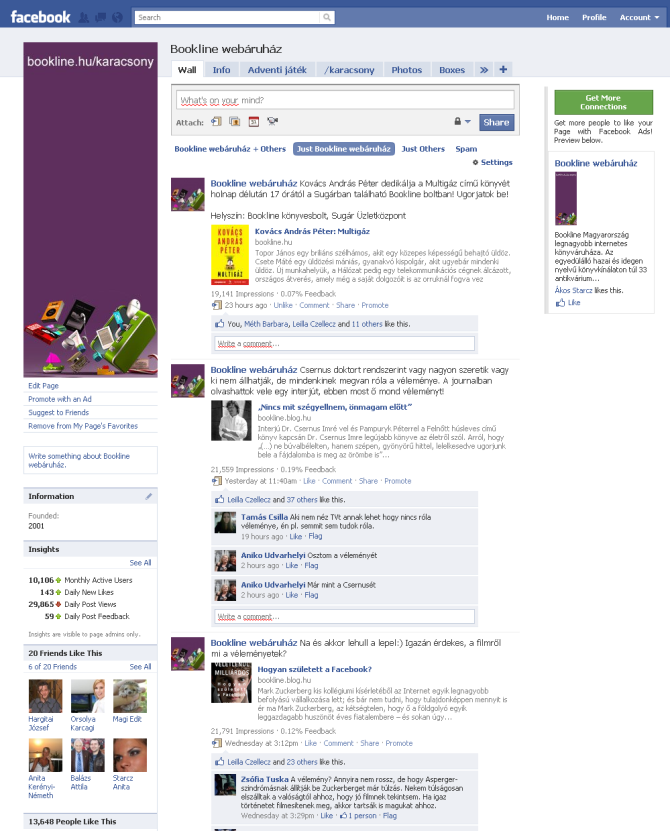 facebook
Search
Home Profile Account
bookline.hu/karacsony
Bookline webáruház
Wall Info Adventi játék /karacsony Photos Boxes » +
What's on your mind?
Attach:
31
Share
Bookline webáruház + Others Just Bookline webáruház Just Others Spam
Settings
Bookline webáruház Kovács András Péter dedikálja a Multigáz című könyvét
holnap délután 17 órától a Sugárban található Bookline boltban! Ugorjatok be!
Helyszín: Bookline könyvesbolt, Sugár Üzletközpont
KOVÁCS
ANDRÁS
PÉTER
MULTIGÁZ
Kovács András Péter: Multigáz
bookline.hu
Topol János egy briliáns szélhámos, akit egy közepes képességű behajtó üldöz.
Csete Máté egy üldözési mániás, gyanakvó kispolgár, akit ugyebár mindenki
üldöz. Új munkahelyük, a Hálózat pedig egy telekommunikációs cégnek álcázott,
országos átverés, amely még a saját dolgozóit is az orruknál fogva vez
19,141 Impressions · 0.07% Feedback
23 hours ago · Unlike · Comment · Share · Promote
You, Méth Barbara, Leilla Czellecz and 11 others like this.
Write a comment...
Bookline webáruház Csernus doktort rendszerint vagy nagyon szeretik vagy
ki nem állhatják, de mindenkinek megvan róla a véleménye. A journalban
olvashattok vele egy interjút, ebben most ő mond véleményt!
„Nincs mit szégyellnem, önmagam előtt”
bookline.blog.hu
Interjú Dr. Csernus Imré vel és Pampuryk Péterrel a Felnőtt húsleves című
könyv kapcsán Dr. Csernus Imre legújabb könyve az életről szól. Arról, hogy
„(...) ne búvalbélelten, hanem szépen, gyönyörű hittel, lelelkesedve ugorjunk
bele a fájdalomba is meg az örömbe is”...
21,559 Impressions · 0.19% Feedback
Yesterday at 11:40am · Like · Comment · Share · Promote
Leilla Czellecz and 37 others like this.
Tamás Csilla Aki nem néz TVt annak lehet hogy nincs róla
véleménye, én pl. semmit sem tudok róla.
19 hours ago · Like · Flag
Aniko Udvarhelyi Osztom a véleményét
2 hours ago · Like · Flag
Aniko Udvarhelyi Már mint a Csernusét
2 hours ago · Like · Flag
Write a comment...
Bookline webáruház Na és akkor lehull a lepel:) Igazán érdekes, a filmről
mi a véleményetek?
VÉLETLENÜL
MILLIÁRDOS
Hogyan
született
a Facebook
Hogyan született a Facebook?
bookline.blog.hu
Mark Zuckerberg kis kollégiumi kísérletéből az Internet egyik legnagyobb
befolyású vállalkozása lett; és bár nem tudni, hogy tulajdonképpen mennyit is
ér ma Mark Zuckerberg, az kétségtelen, hogy ő a földgolyó egyik
leggazdagabb huszonöt éves fiatalembere – és sokan úgy...
21,791 Impressions · 0.12% Feedback
Wednesday at 3:12pm · Like · Comment · Share · Promote
Leilla Czellecz and 23 others like this.
Zsófia Tuska A vélemény? Annyira nem rossz, de hogy Asperger-
szindrómásnak állítják be Zuckerberget már túlzás. Nekem túlságosan
elszálltak a valóságtól ahhoz, hogy jó filmnek tekintsem. Ha igaz
történetet filmesítenek meg, akkor tartsák is magukat ahhoz.
Wednesday at 3:29pm · Like · 1 person · Flag
Edit Page
Promote with an Ad
Suggest to Friends
Remove from My Page's Favorites
Write something about Bookline
webáruház.
Information
Founded:
2001
Insights
See All
10,106 Monthly Active Users
143 Daily New Likes
29,865 Daily Post Views
59 Daily Post Feedback
Insights are visible to page admins only.
20 Friends Like This
6 of 20 Friends See All
Hargitai
József
Orsolya
Karcagi
Magi Edit
Anita
Kerényi-
Németh
Balázs
Attila
Starcz
Anita
13,648 People Like This
Get More
Connections
Get more people to like your
Page with Facebook Ads!
Preview below.
Bookline webáruház
Bookline Magyarország
legnagyobb internetes
könyváruháza. Az
egyedülálló hazai és idegen
nyelvű könyvkínálaton túl 33
antikvárium...
Ákos Starcz likes this.
Like